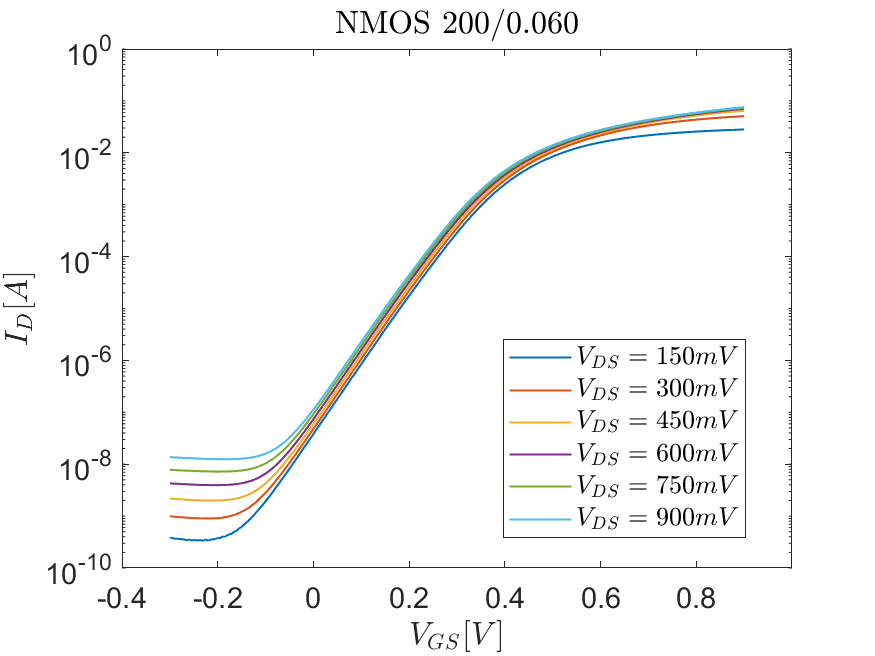 NMOS 200/0.060
10^0
10^-2
10^-4
10^-6
10^-8
10^-10
I_D[A]
-0.4 -0.2 0 0.2 0.4 0.6 0.8
V_GS[V]
V_DS = 150mV
V_DS = 300mV
V_DS = 450mV
V_DS = 600mV
V_DS = 750mV
V_DS = 900mV